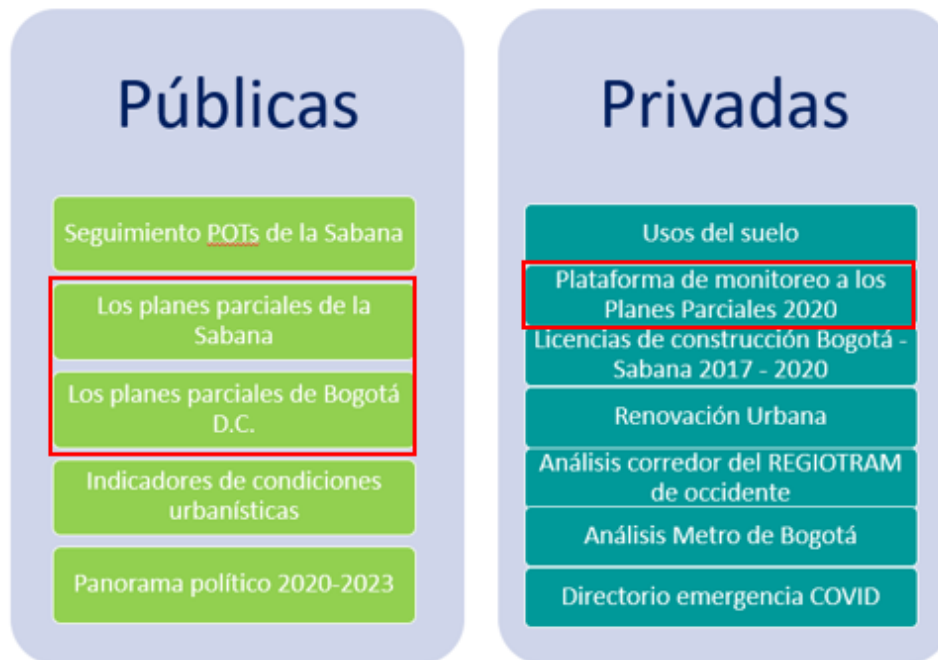 Públicas
Seguimiento POTs de la Sabana
Los planes parciales de la
Sabana
Los planes parciales de Bogotá
D.C.
Indicadores de condiciones
urbanísticas
Panorama político 2020-2023
Privadas
Usos del suelo
Plataforma de monitoreo a los
Planes Parciales 2020
Licencias de construcción Bogotá -
Sabana 2017 - 2020
Renovación Urbana
Análisis corredor del REGIOTRAM
de occidente
Análisis Metro de Bogotá
Directorio emergencia COVID